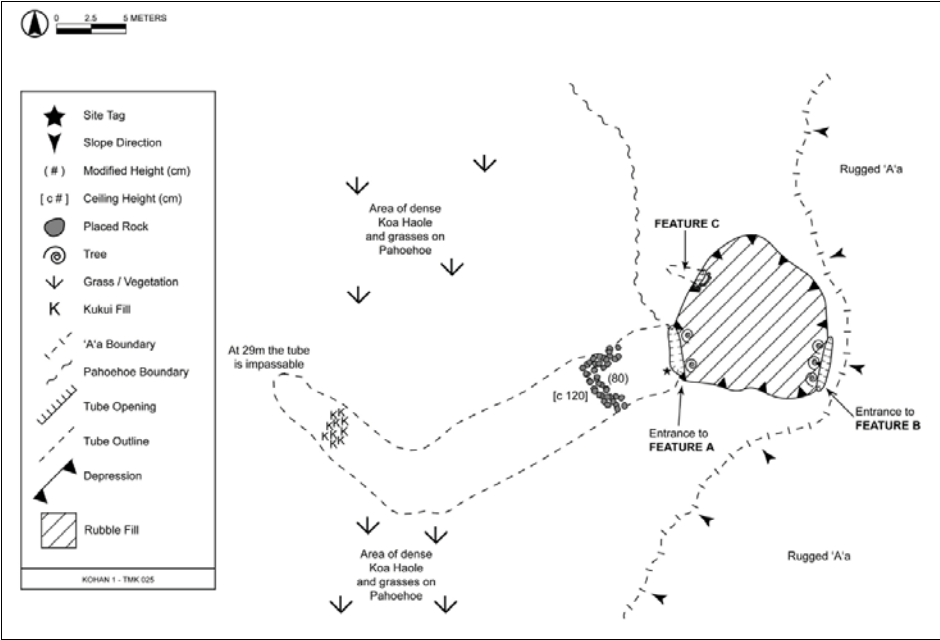 0 2.5 5 METERS
Site Tag
Slope Direction
( # ) Modified Height (cm)
[ c # ] Ceiling Height (cm)
Placed Rock
Tree
Grass / Vegetation
K Kukui Fill
'A'a Boundary
Pahoehoe Boundary
Tube Opening
Tube Outline
Depression
Rubble Fill
KOHAN 1 - TMK 025
Area of dense
Koa Haole
and grasses on
Pahoehoe
Rugged 'A'a
FEATURE C
At 29m the tube
is impassable
K K
K K
K K K
K K
K
(80)
[c 120]
Entrance to
FEATURE A
Entrance to
FEATURE B
Area of dense
Koa Haole
and grasses on
Pahoehoe
Rugged 'A'a